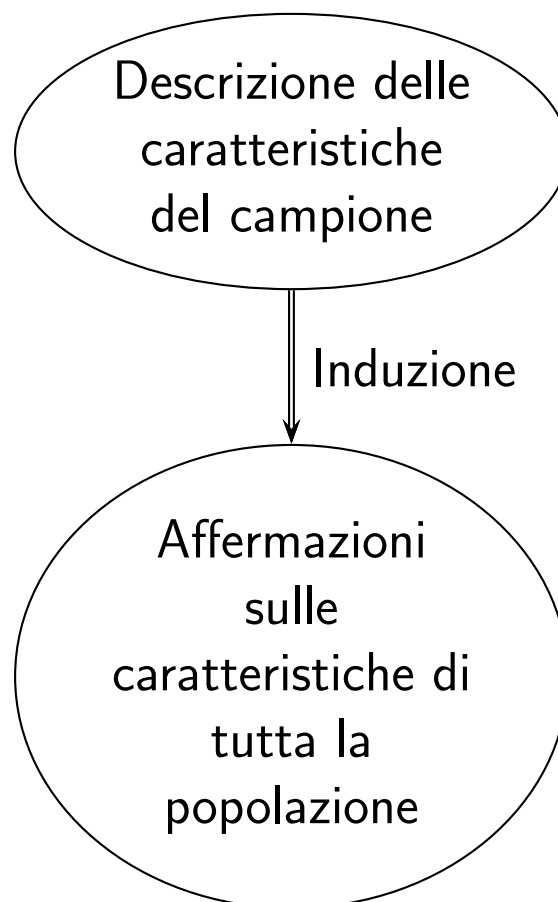 Descrizione delle
caratteristiche
del campione
Induzione
Affermazioni
sulle
caratteristiche di
tutta la
popolazione